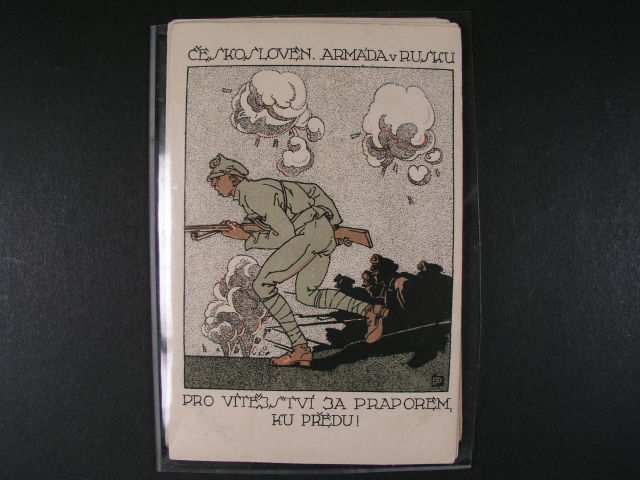 ČESKOSLOVEN. ARMÁDA v RUSKU
PRO VÍTĚZSTVÍ ZA PRAPOREM,
KU PŘEDU!